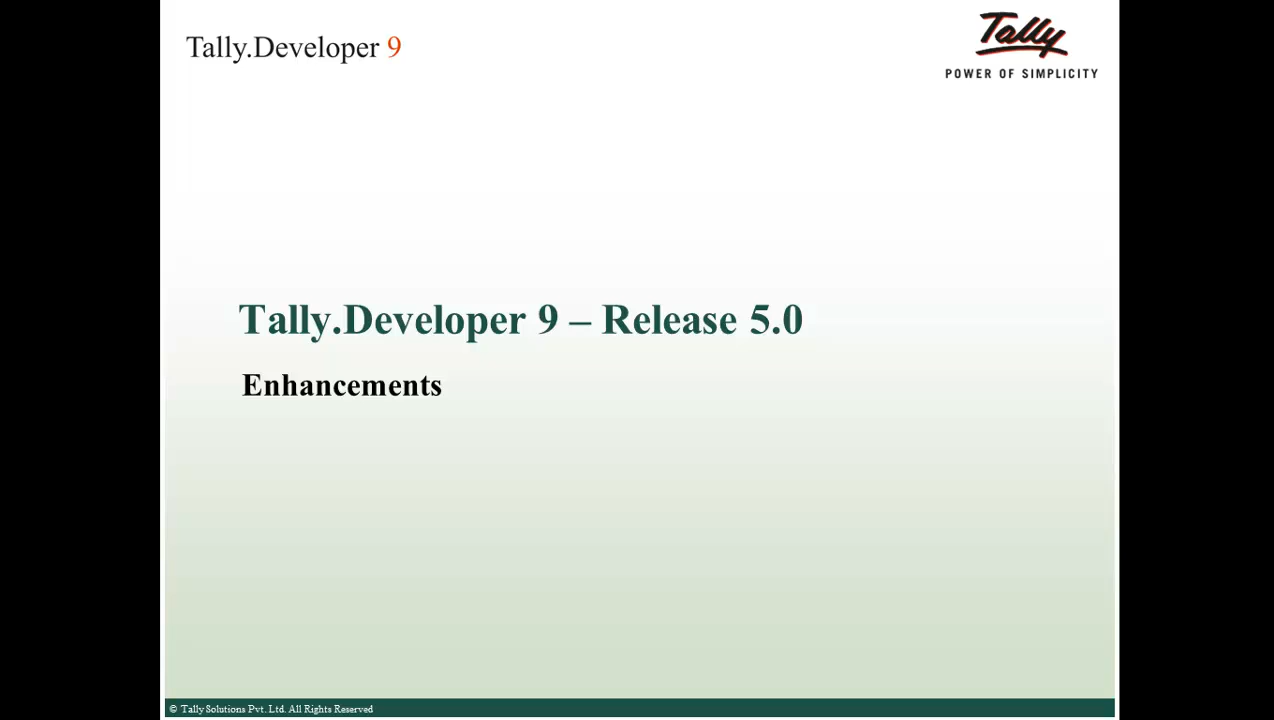 Tally.Developer 9
Tally
POWER OF SIMPLICITY
Tally.Developer 9 – Release 5.0
Enhancements
© Tally Solutions Pvt. Ltd. All Rights Reserved